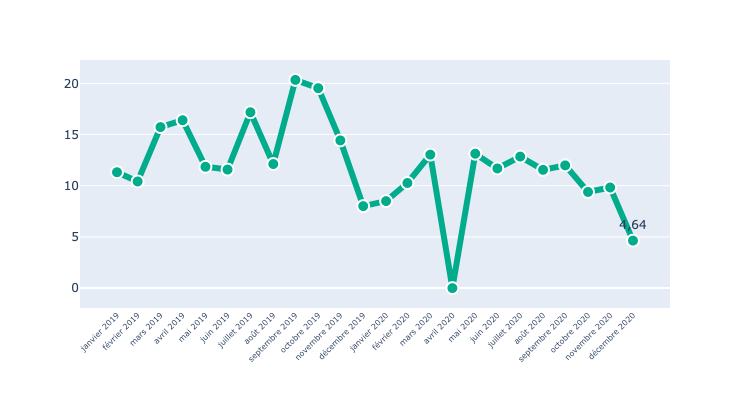 20
15
10
5
0
4,64
janvier 2019
février 2019
mars 2019
avril 2019
mai 2019
juin 2019
juillet 2019
août 2019
septembre 2019
octobre 2019
novembre 2019
décembre 2019
janvier 2020
février 2020
mars 2020
avril 2020
mai 2020
juin 2020
juillet 2020
août 2020
septembre 2020
octobre 2020
novembre 2020
décembre 2020